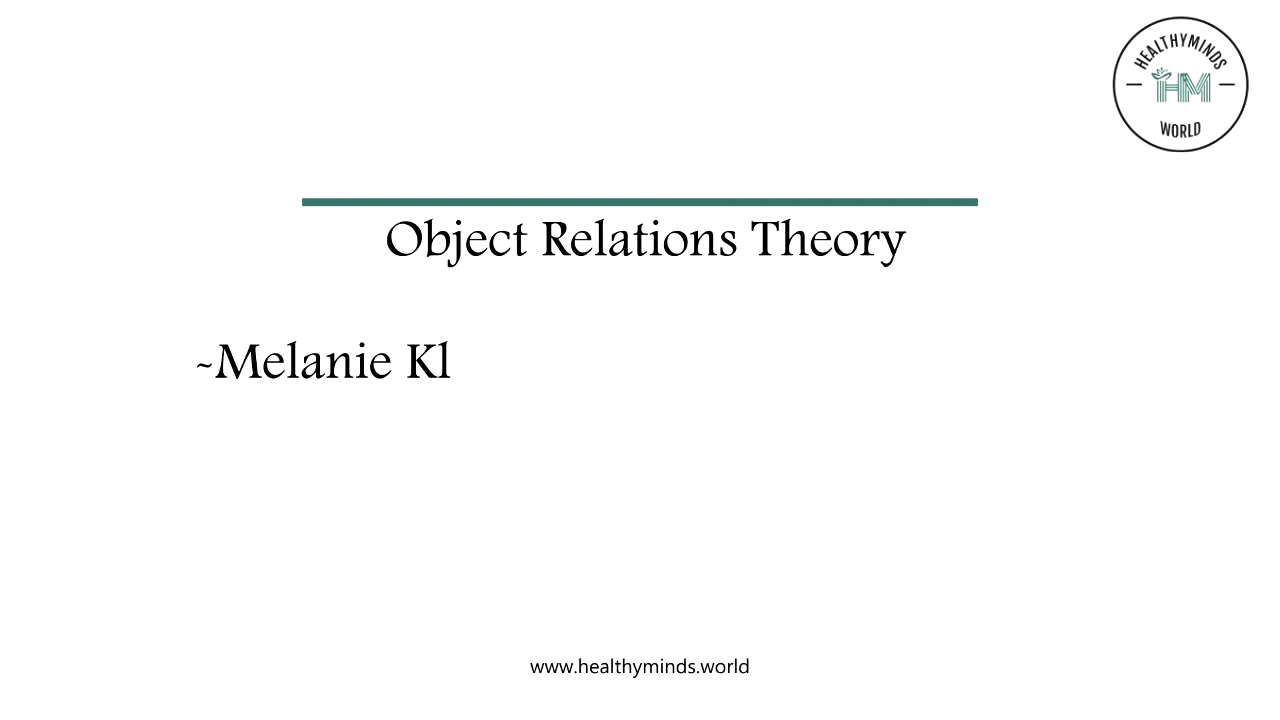 HEALTHYMINDS
HM
WORLD
Object Relations Theory
~Melanie Kl
www.healthyminds.world